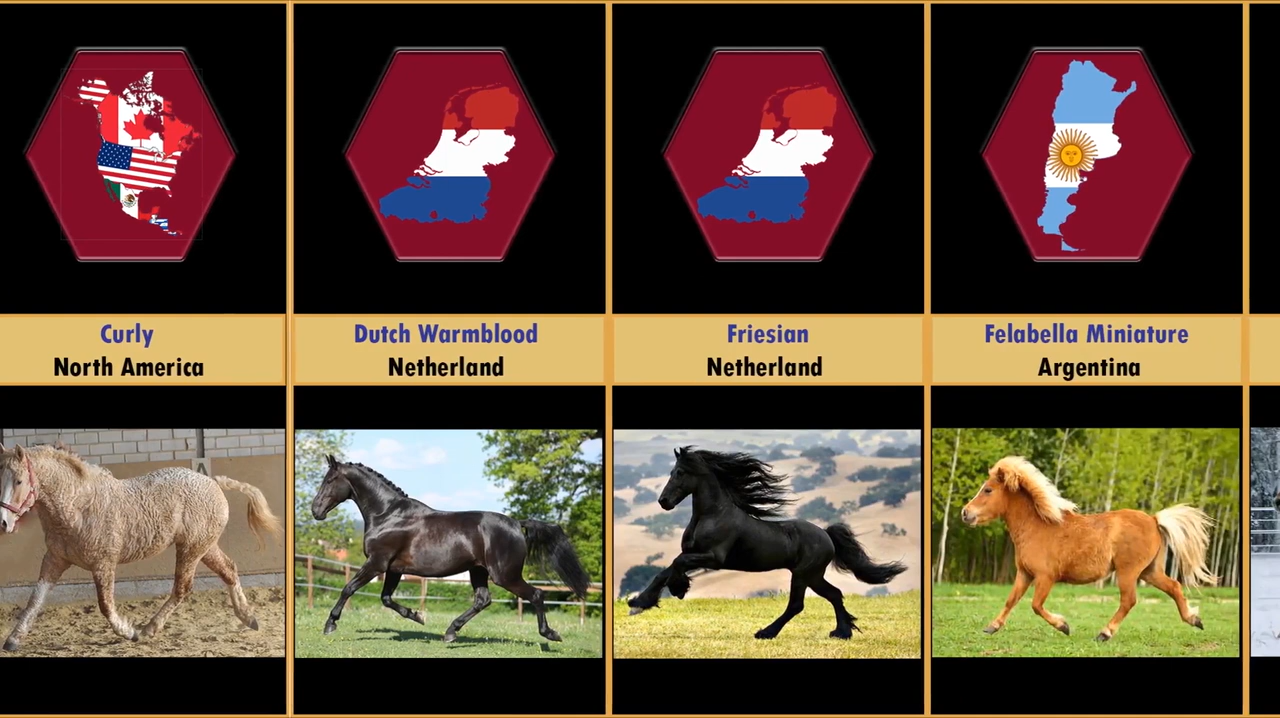 Curly
North America
Dutch Warmblood
Netherland
Friesian
Netherland
Felabella Miniature
Argentina